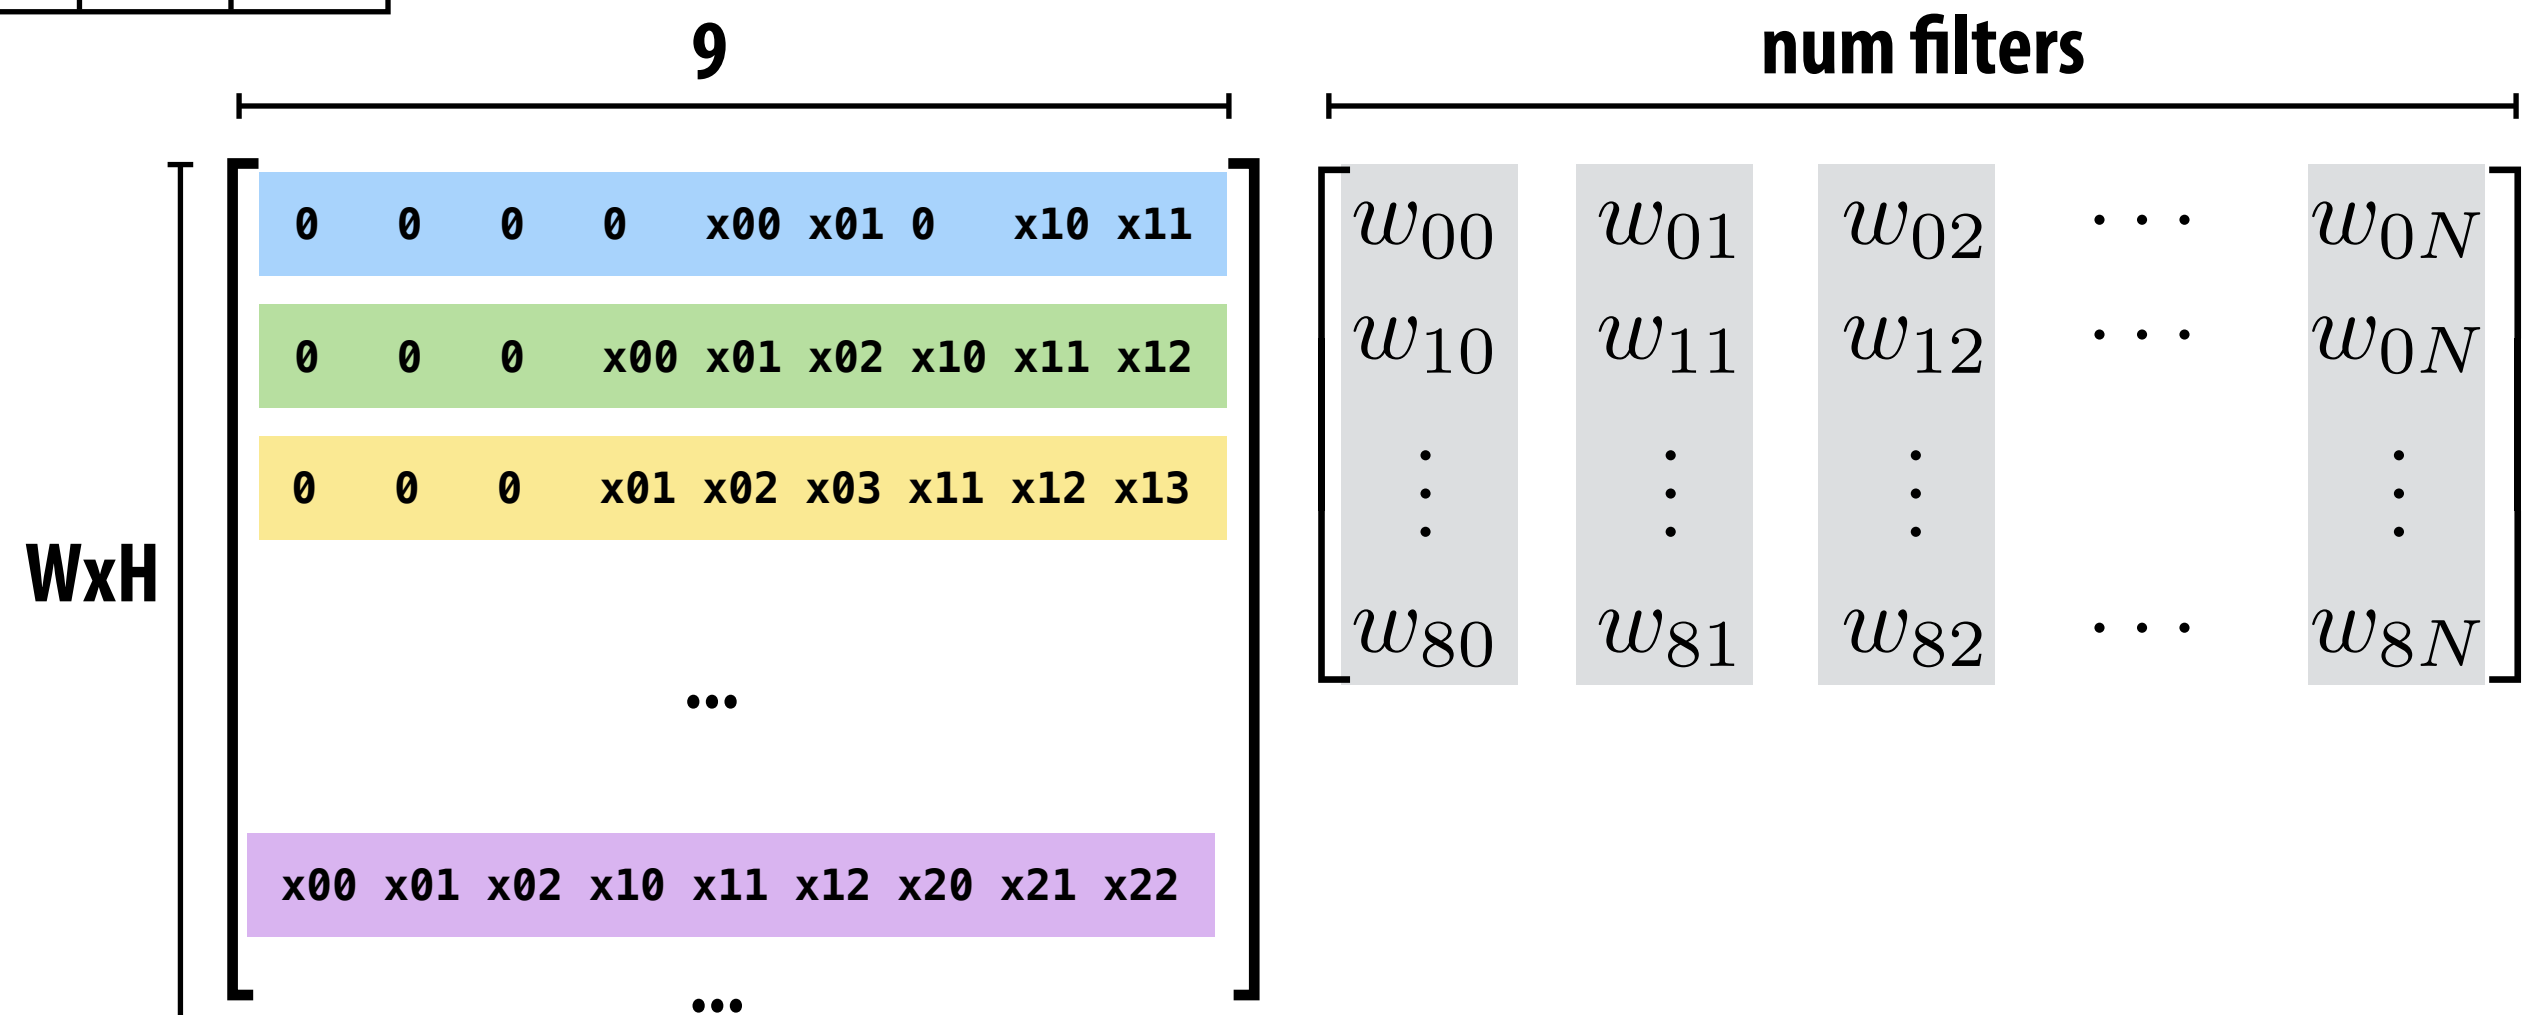 9 num filters
0 0 0 0 x00 x01 0 x10 x11 w00 w01 w02 ··· w0N
0 0 0 x00 x01 x02 x10 x11 x12 w10 w11 w12 ··· w0N
0 0 0 x01 x02 x03 x11 x12 x13 ⋮ ⋮ ⋮ ⋮
WxH
w80 w81 w82 ··· w8N
...
x00 x01 x02 x10 x11 x12 x20 x21 x22
...